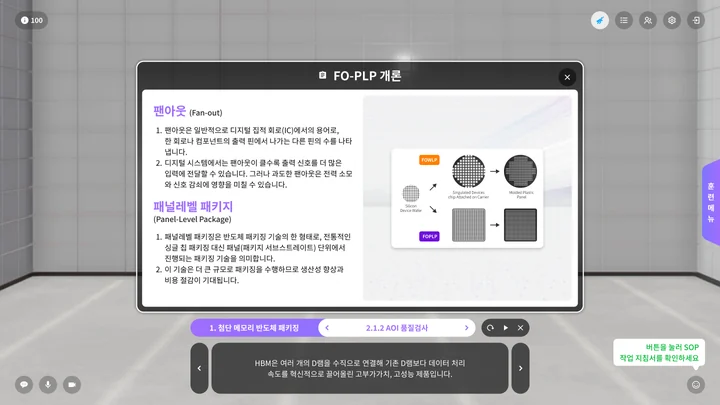 100
FO-PLP 개론
팬아웃 (Fan-out)
1. 팬아웃은 일반적으로 디지털 집적 회로(IC)에서의 용어로,
한 회로나 컴포넌트의 출력 핀에서 나가는 다른 핀의 수를 나타
냅니다.
2. 디지털 시스템에서는 팬아웃이 클수록 출력 신호를 더 많은
입력에 전달할 수 있습니다. 그러나 과도한 팬아웃은 전력 소모
와 신호 감쇠에 영향을 미칠 수 있습니다.
패널레벨 패키지
(Panel-Level Package)
1. 패널레벨 패키징은 반도체 패키징 기술의 한 형태로, 전통적인
싱글 칩 패키징 대신 패널(패키지 서브스트레이트) 단위에서
진행되는 패키징 기술을 의미합니다.
2. 이 기술은 더 큰 규모로 패키징을 수행하므로 생산성 향상과
비용 절감이 기대됩니다.
FOWLP
Silicon
Device Wafer
Singulated Devices
chip Attached on Carrier
Molded Plastic
Panel
FOPLP
훈련메뉴
1. 첨단 메모리 반도체 패키징
2.1.2 AOI 품질검사
HBM은 여러 개의 D램을 수직으로 연결해 기존 D램보다 데이터 처리
속도를 혁신적으로 끌어올린 고부가가치, 고성능 제품입니다.
버튼을 눌러 SOP
작업 지침서를 확인하세요